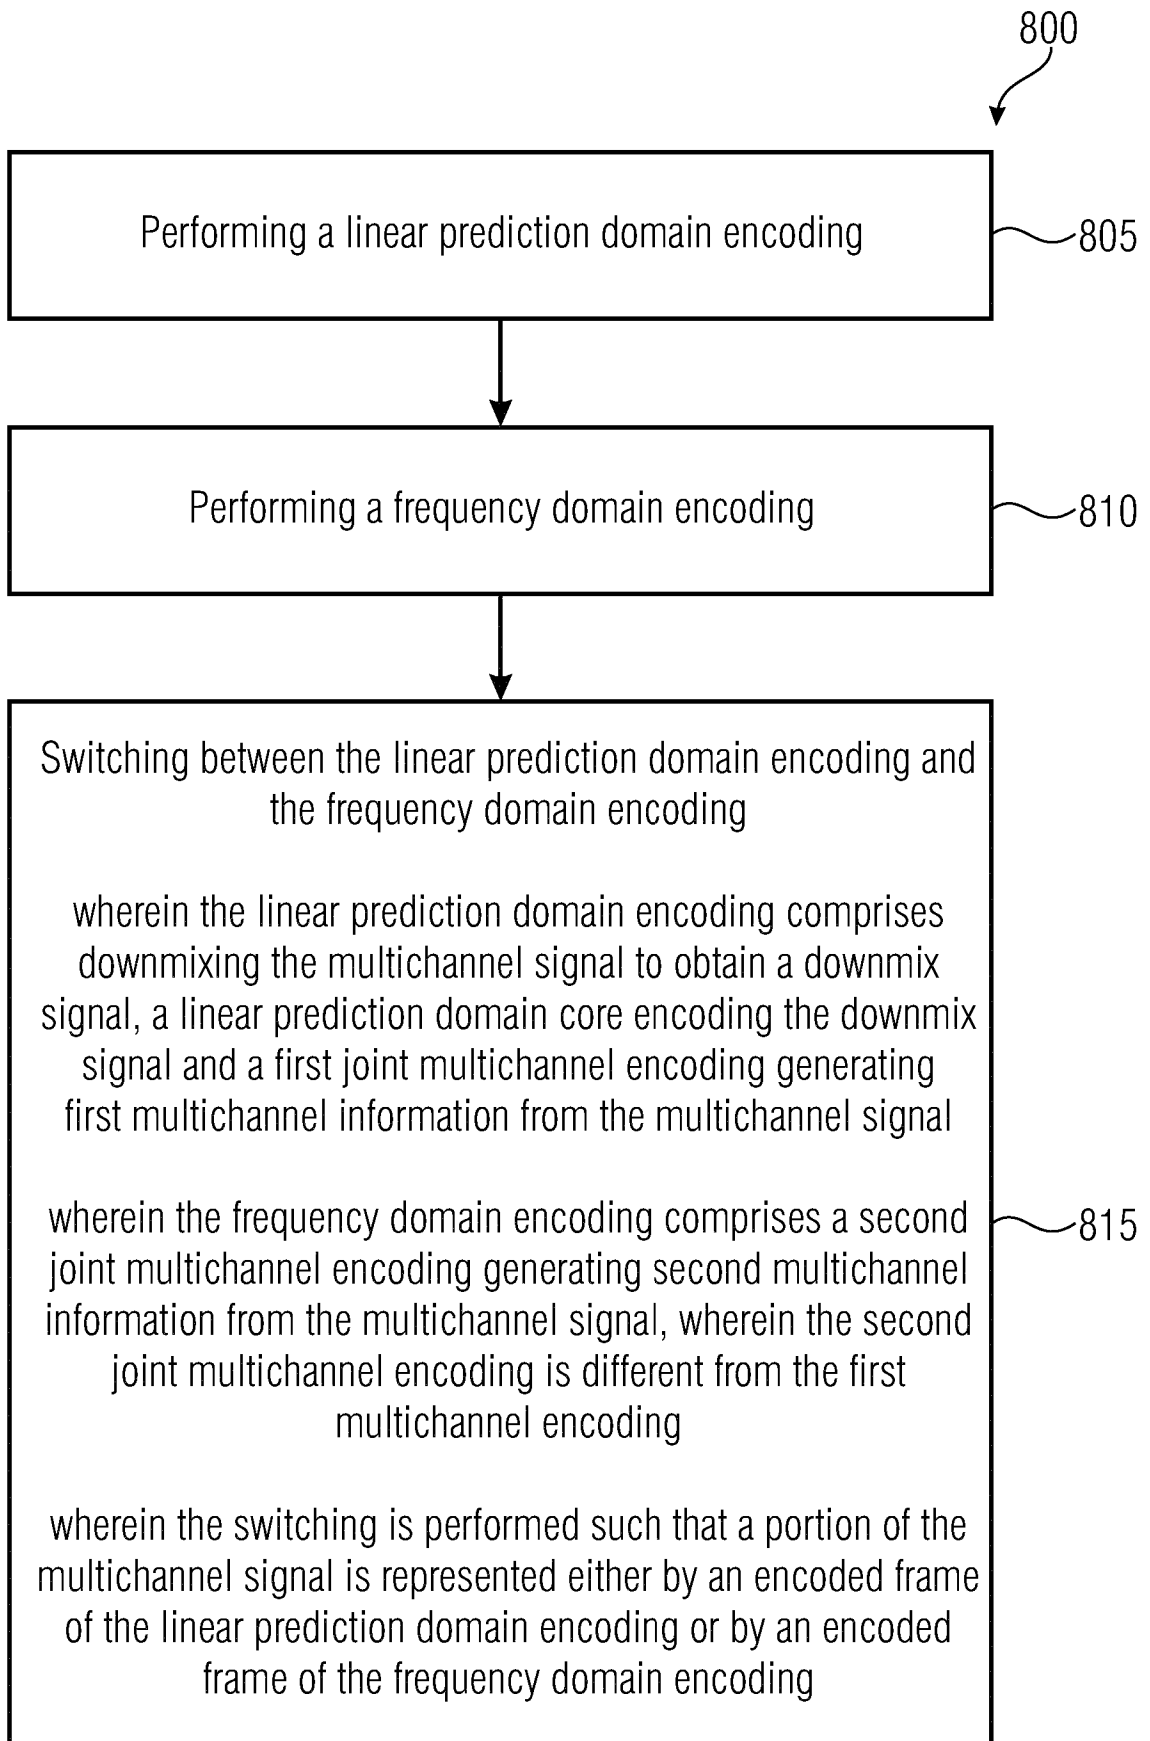 800
Performing a linear prediction domain encoding
805
Performing a frequency domain encoding
810
Switching between the linear prediction domain encoding and
the frequency domain encoding
wherein the linear prediction domain encoding comprises
downmixing the multichannel signal to obtain a downmix
signal, a linear prediction domain core encoding the downmix
signal and a first joint multichannel encoding generating
first multichannel information from the multichannel signal
wherein the frequency domain encoding comprises a second
joint multichannel encoding generating second multichannel
information from the multichannel signal, wherein the second
joint multichannel encoding is different from the first
multichannel encoding
wherein the switching is performed such that a portion of the
multichannel signal is represented either by an encoded frame
of the linear prediction domain encoding or by an encoded
frame of the frequency domain encoding
815